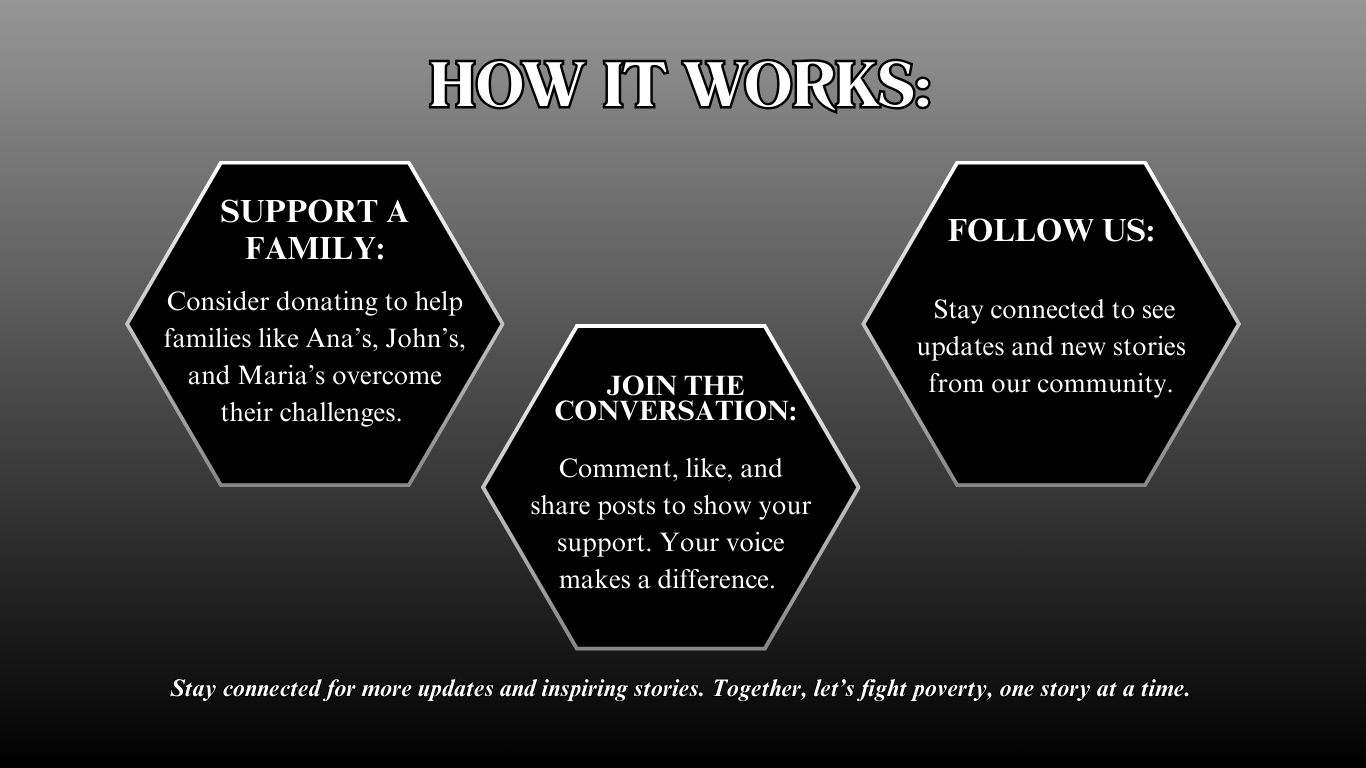 HOW IT WORKS:
SUPPORT A
FAMILY:
Consider donating to help
families like Ana’s, John’s,
and Maria’s overcome
their challenges.
JOIN THE
CONVERSATION:
Comment, like, and
share posts to show your
support. Your voice
makes a difference.
FOLLOW US:
Stay connected to see
updates and new stories
from our community.
Stay connected for more updates and inspiring stories. Together, let’s fight poverty, one story at a time.